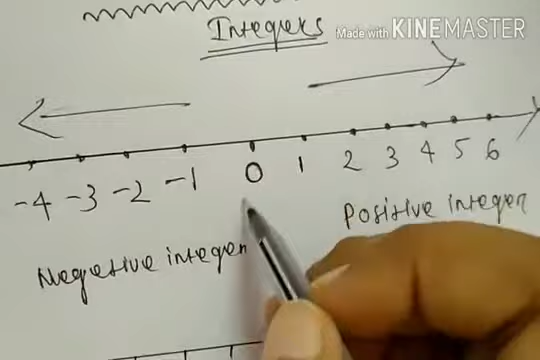 Made with KINEMASTER
Integers
-4 -3 -2 -1 0 1 2 3 4 5 6
Positive integer
Negative integer